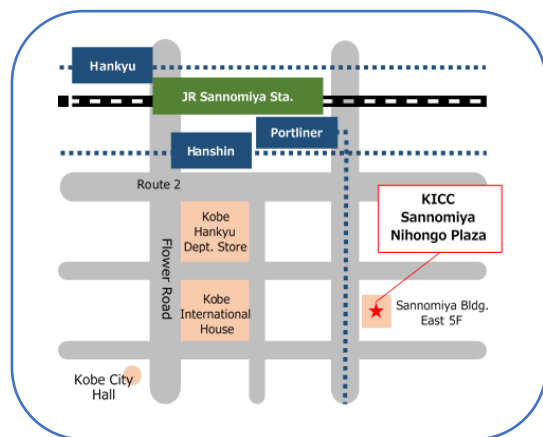 Hankyu
JR Sannomiya Sta.
Portliner
Hanshin
Route 2
KICC
Sannomiya
Nihongo Plaza
Kobe
Hankyu
Dept. Store
Flower Road
Kobe
International
House
Sannomiya Bldg.
East 5F
Kobe City
Hall